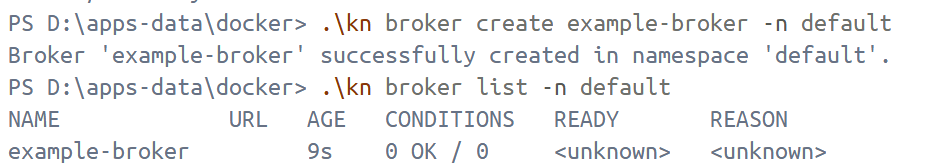 PS D:\apps-data\docker> .\kn broker create example-broker -n default
Broker 'example-broker' successfully created in namespace 'default'.
PS D:\apps-data\docker> .\kn broker list -n default
NAME             URL   AGE   CONDITIONS   READY       REASON
example-broker         9s    0 OK / 0     <unknown>   <unknown>